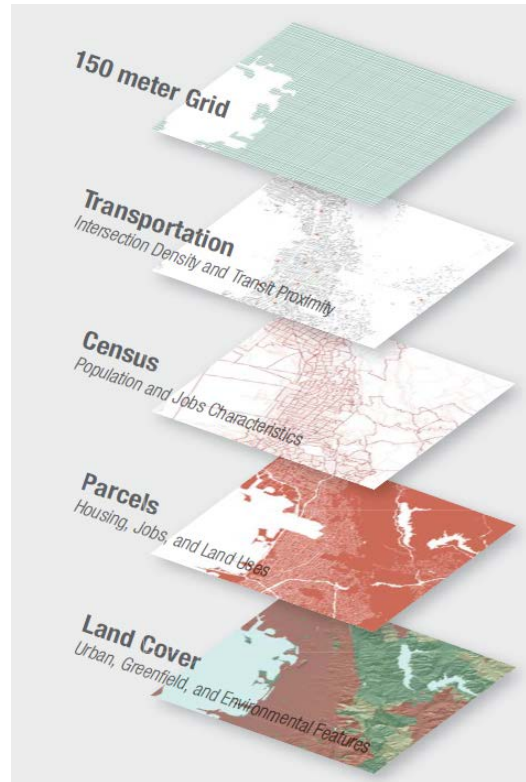 150 meter Grid
Transportation
Intersection Density and Transit Proximity
Census
Population and Jobs Characteristics
Parcels
Housing, Jobs, and Land Uses
Land Cover
Urban, Greenfield, and Environmental Features